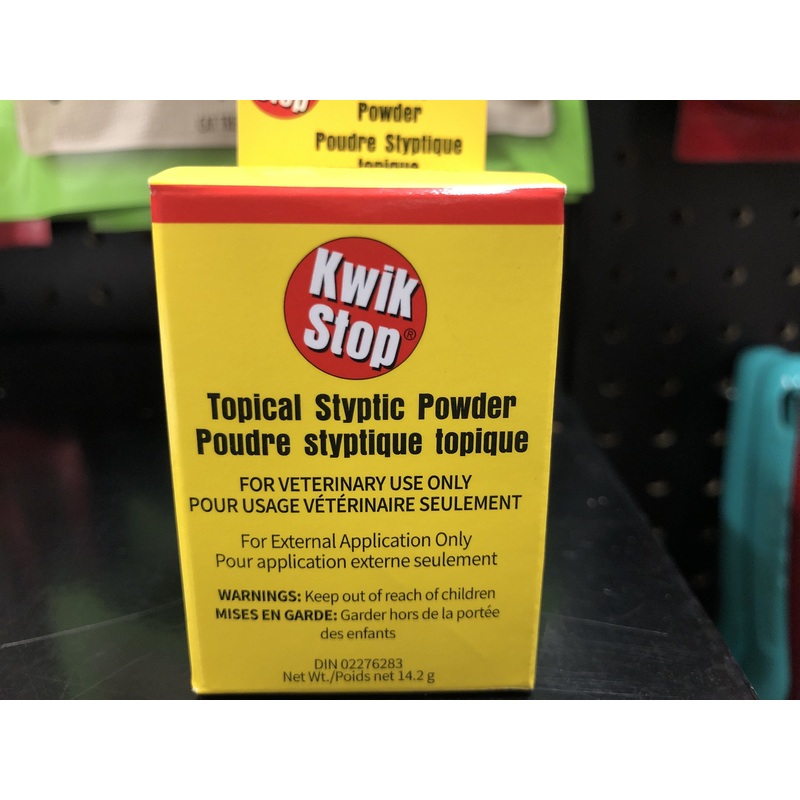 Stop
Powder
Poudre Styptique
topique
Kwik
Stop®
Topical Styptic Powder
Poudre styptique topique
FOR VETERINARY USE ONLY
POUR USAGE VÉTÉRINAIRE SEULEMENT
For External Application Only
Pour application externe seulement
WARNINGS: Keep out of reach of children
MISES EN GARDE: Garder hors de la portée
des enfants
DIN 02276283
Net Wt./Poids net 14.2 g